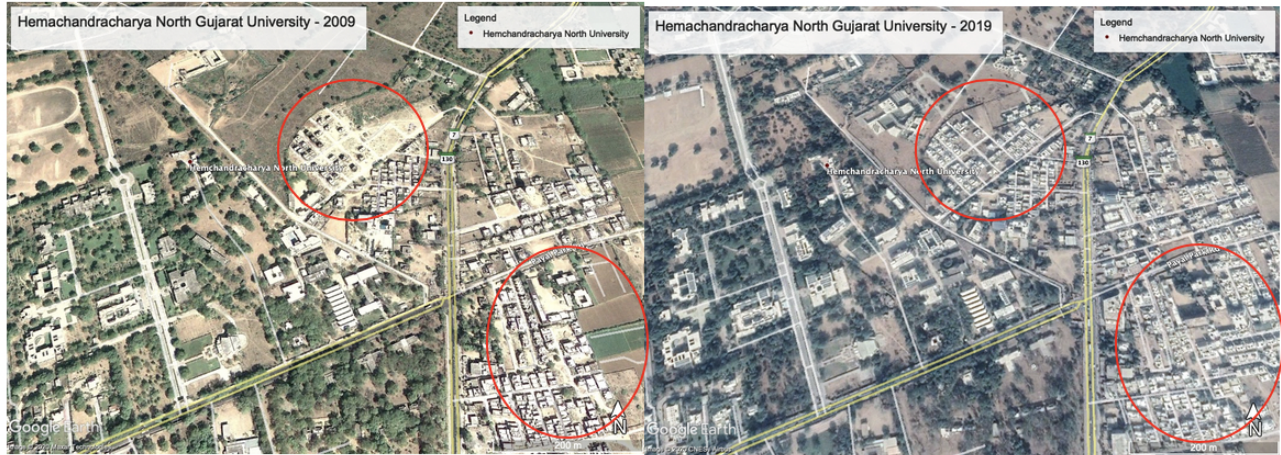 Hemachandracharya North Gujarat University - 2009
Legend
Hemchandracharya North University
7
130
Hemchandracharya North University
Google Earth
200 m
N
Hemachandracharya North Gujarat University - 2019
Legend
Hemchandracharya North University
7
130
Hemchandracharya North University
Google Earth
200 m
N